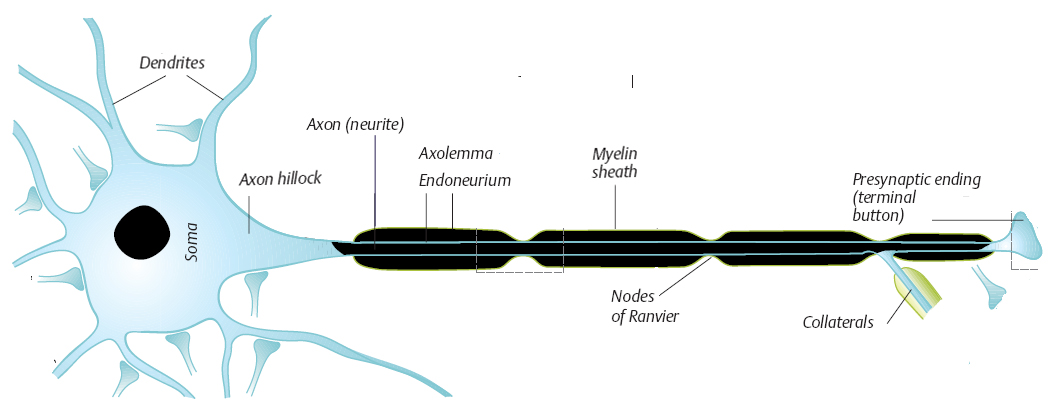 Dendrites
Axon (neurite)
Axolemma
Endoneurium
Myelin
sheath
Axon hillock
Presynaptic ending
(terminal
button)
Soma
Nodes
of Ranvier
Collaterals